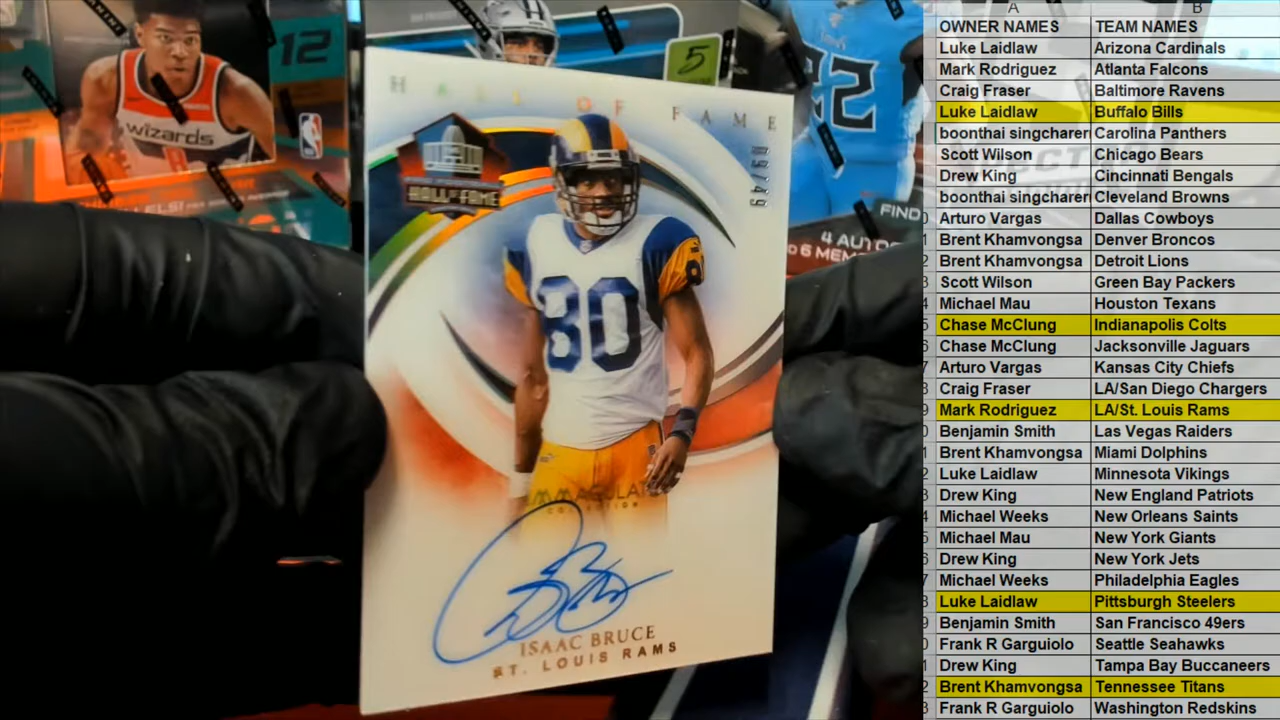 12
wizards
5
FIND
4 AUTO
HALL OF FAME
HALL OF FAME
80
IMMACULATE
COLLECTION
ISAAC BRUCE
ST. LOUIS RAMS
A B
OWNER NAMES TEAM NAMES
Luke Laidlaw Arizona Cardinals
Mark Rodriguez Atlanta Falcons
Craig Fraser Baltimore Ravens
Luke Laidlaw Buffalo Bills
boonthai singcharer Carolina Panthers
Scott Wilson Chicago Bears
Drew King Cincinnati Bengals
boonthai singcharer Cleveland Browns
Arturo Vargas Dallas Cowboys
Brent Khamvongsa Denver Broncos
Brent Khamvongsa Detroit Lions
Scott Wilson Green Bay Packers
Michael Mau Houston Texans
Chase McClung Indianapolis Colts
Chase McClung Jacksonville Jaguars
Arturo Vargas Kansas City Chiefs
Craig Fraser LA/San Diego Chargers
Mark Rodriguez LA/St. Louis Rams
Benjamin Smith Las Vegas Raiders
Brent Khamvongsa Miami Dolphins
Luke Laidlaw Minnesota Vikings
Drew King New England Patriots
Michael Weeks New Orleans Saints
Michael Mau New York Giants
Drew King New York Jets
Michael Weeks Philadelphia Eagles
Luke Laidlaw Pittsburgh Steelers
Benjamin Smith San Francisco 49ers
Frank R Garguiolo Seattle Seahawks
Drew King Tampa Bay Buccaneers
Brent Khamvongsa Tennessee Titans
Frank R Garguiolo Washington Redskins